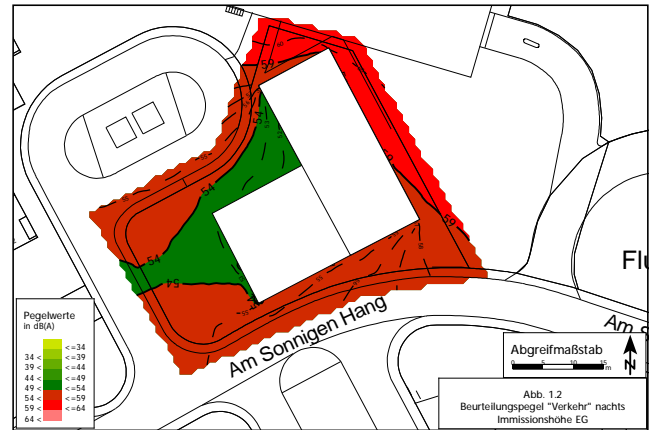 59
54
54
59
54
54
Flu
Am Sonnigen Hang
Am S
Pegelwerte
in dB(A)
<=34
34 < <=39
39 < <=44
44 < <=49
49 < <=54
54 < <=59
59 < <=64
64 <
Abgreifmaßstab
0 5 10 15
m
N
Abb. 1.2
Beurteilungspegel "Verkehr" nachts
Immissionshöhe EG